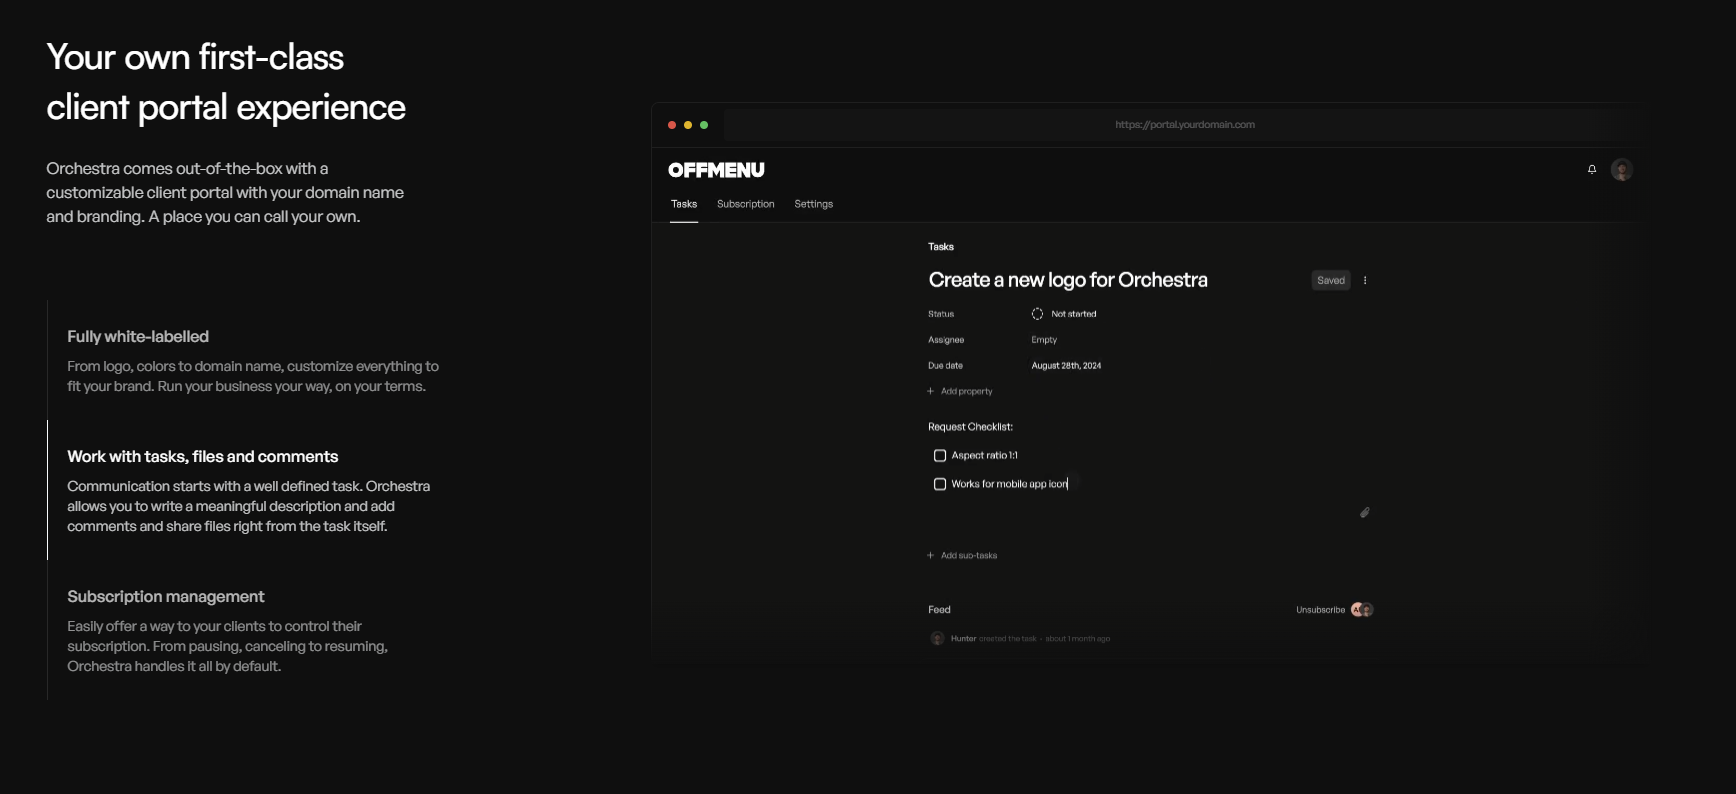 Your own first-class
client portal experience
Orchestra comes out-of-the-box with a
customizable client portal with your domain name
and branding. A place you can call your own.
Fully white-labelled
From logo, colors to domain name, customize everything to
fit your brand. Run your business your way, on your terms.
Work with tasks, files and comments
Communication starts with a well defined task. Orchestra
allows you to write a meaningful description and add
comments and share files right from the task itself.
Subscription management
Easily offer a way to your clients to control their
subscription. From pausing, canceling to resuming,
Orchestra handles it all by default.
https://portal.yourdomain.com
OFFMENU
Tasks Subscription Settings
Tasks
Create a new logo for Orchestra Saved
Status Not started
Assignee Empty
Due date August 28th, 2024
+ Add property
Request Checklist:
Aspect ratio 1:1
Works for mobile app icon
+ Add sub-tasks
Feed Unsubscribe
Hunter created the task • about 1 month ago